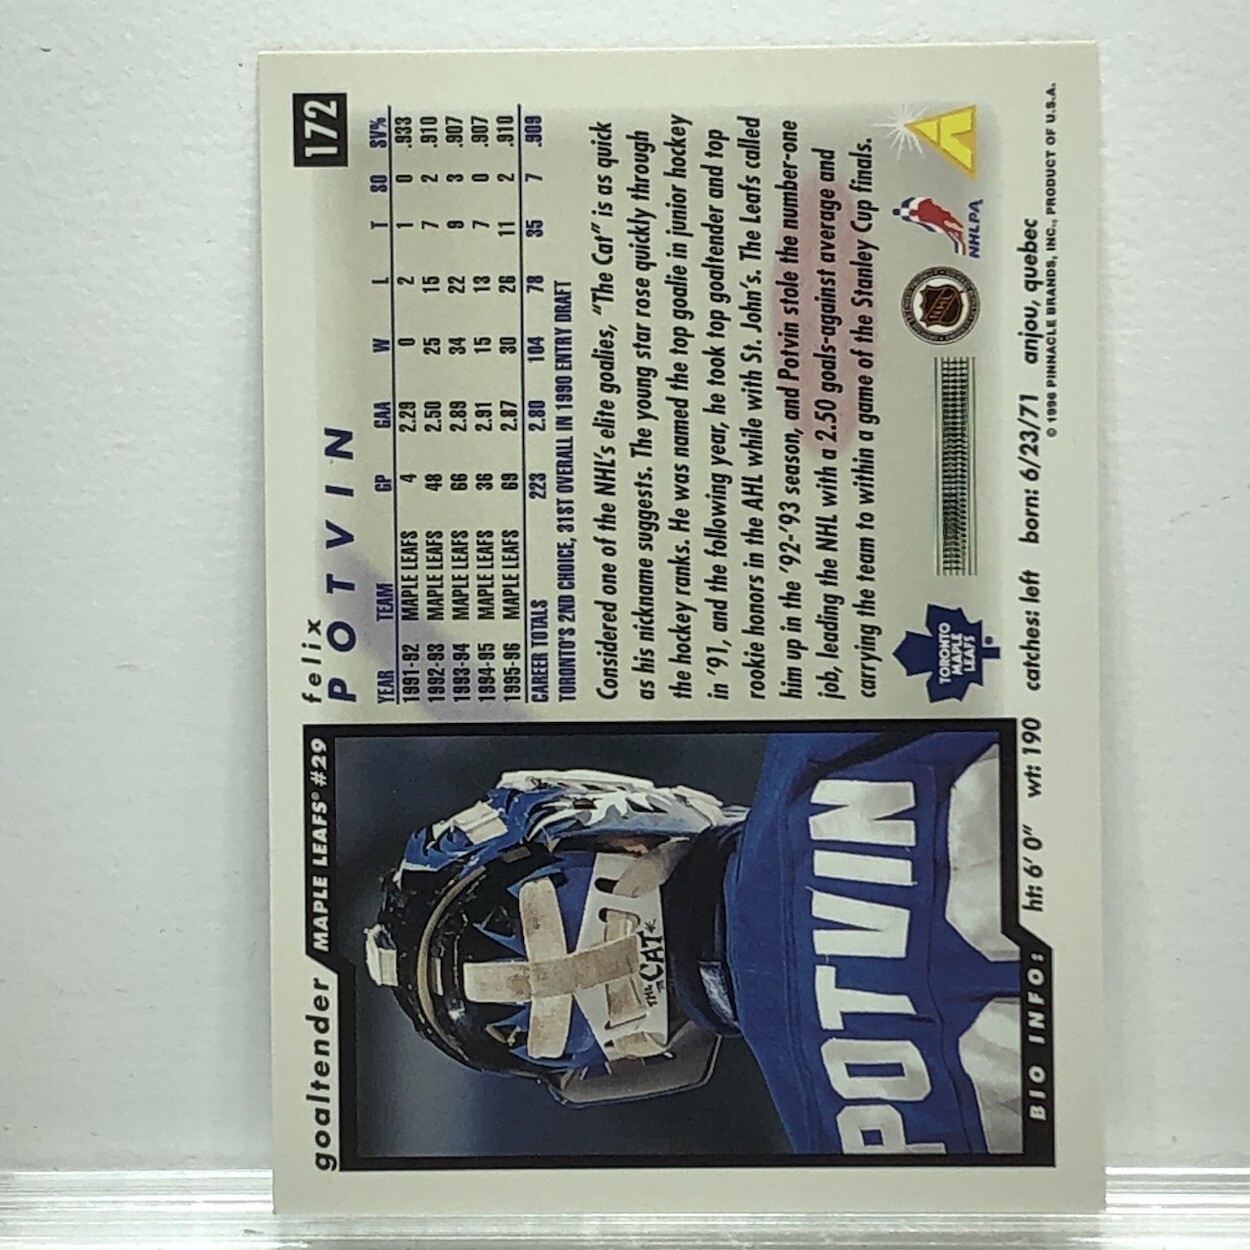 goaltender MAPLE LEAFS® #29
THE
CAT
POTVIN
felix
POTVIN
172
YEAR TEAM GP GAA W L T SO SV%
1991-92 MAPLE LEAFS 4 2.29 0 2 1 0 .933
1992-93 MAPLE LEAFS 48 2.50 25 15 7 2 .910
1993-94 MAPLE LEAFS 66 2.89 34 22 9 3 .907
1994-95 MAPLE LEAFS 36 2.91 15 13 7 0 .907
1995-96 MAPLE LEAFS 69 2.87 30 26 11 2 .910
CAREER TOTALS 223 2.80 104 78 35 7 .909
TORONTO'S 2ND CHOICE, 31ST OVERALL IN 1990 ENTRY DRAFT
Considered one of the NHL's elite goalies, "The Cat" is as quick
as his nickname suggests. The young star rose quickly through
the hockey ranks. He was named the top goalie in junior hockey
in '91, and the following year, he took top goaltender and top
rookie honors in the AHL while with St. John's. The Leafs called
him up in the '92-'93 season, and Potvin stole the number-one
job, leading the NHL with a 2.50 goals-against average and
carrying the team to within a game of the Stanley Cup finals.
TORONTO
MAPLE
LEAFS
®
NHL
NHLPA
BIO INFO: ht: 6' 0" wt: 190 catches: left born: 6/23/71 anjou, quebec
© 1996 PINNACLE BRANDS, INC., PRODUCT OF U.S.A.